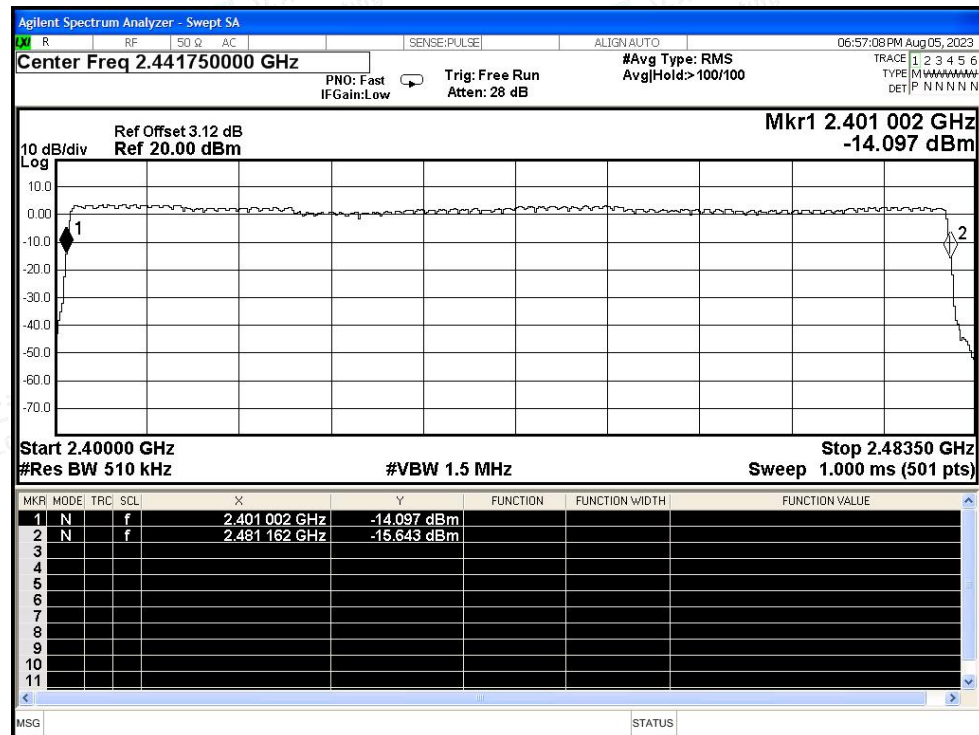 Agilent Spectrum Analyzer - Swept SA
LXI R RF 50 Ω AC SENSE:PULSE ALIGN AUTO 06:57:08 PM Aug 05, 2023
Center Freq 2.441750000 GHz #Avg Type: RMS TRACE 1 2 3 4 5 6
PNO: Fast Trig: Free Run Avg|Hold:>100/100 TYPE M WWWWW
IFGain:Low Atten: 28 dB DET P N N N N N
Mkr1 2.401 002 GHz
Ref Offset 3.12 dB
10 dB/div Ref 20.00 dBm -14.097 dBm
Log
10.0
0.00
1
2
-10.0
-20.0
-30.0
-40.0
-50.0
-60.0
-70.0
Start 2.40000 GHz Stop 2.48350 GHz
#Res BW 510 kHz #VBW 1.5 MHz Sweep 1.000 ms (501 pts)
MKR MODE TRC SCL X Y FUNCTION FUNCTION WIDTH FUNCTION VALUE
1 N f 2.401 002 GHz -14.097 dBm
2 N f 2.481 162 GHz -15.643 dBm
3
4
5
6
7
8
9
10
11
MSG STATUS